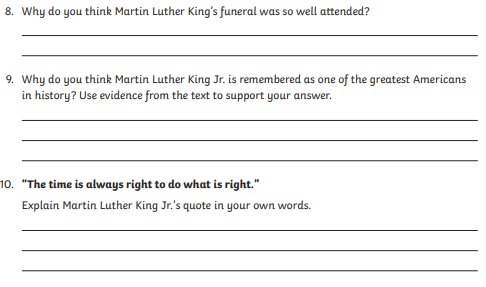 8. Why do you think Martin Luther King's funeral was so well attended?
9. Why do you think Martin Luther King Jr. is remembered as one of the greatest Americans
in history? Use evidence from the text to support your answer.
10. "The time is always right to do what is right."
Explain Martin Luther King Jr.'s quote in your own words.